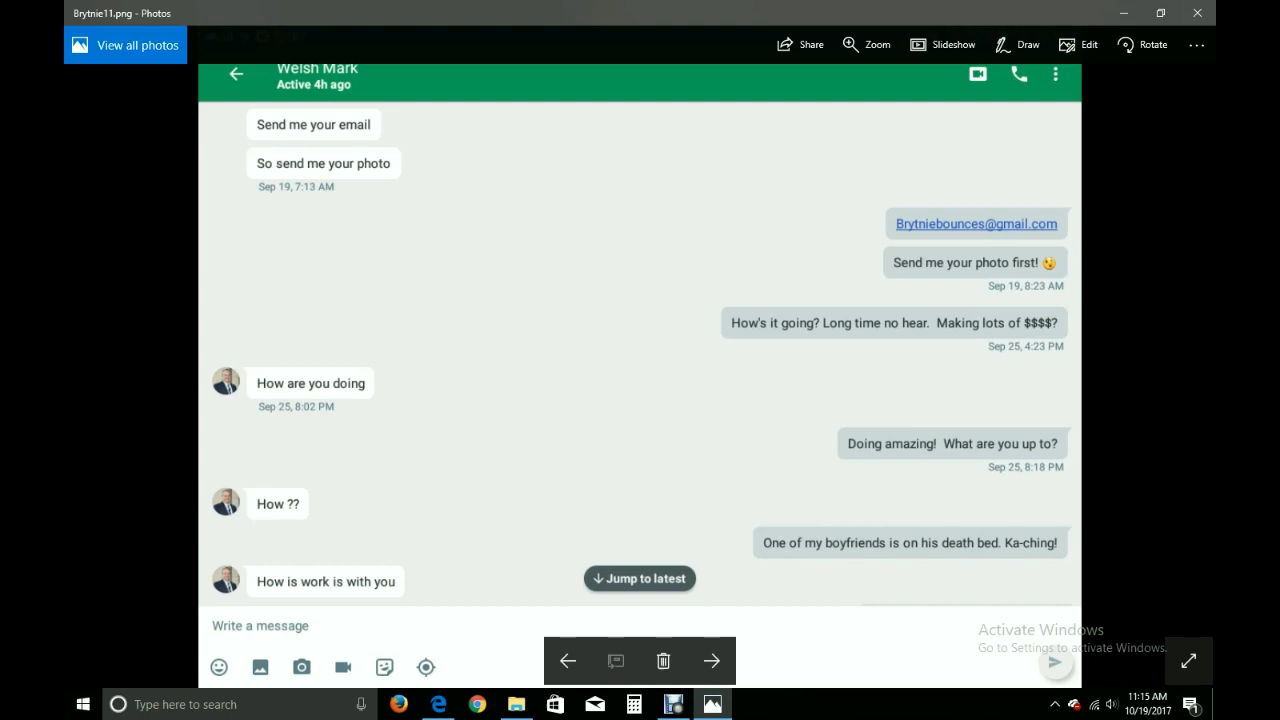 Brytnie11.png - Photos
View all photos
Share
Zoom
Slideshow
Draw
Edit
Rotate
Welsh Mark
Active 4h ago
Send me your email
So send me your photo
Sep 19, 7:13 AM
Brytniebounces@gmail.com
Send me your photo first!
Sep 19, 8:23 AM
How's it going? Long time no hear. Making lots of $$$$?
Sep 25, 4:23 PM
How are you doing
Sep 25, 8:02 PM
Doing amazing! What are you up to?
Sep 25, 8:18 PM
How ??
One of my boyfriends is on his death bed. Ka-ching!
How is work is with you
Jump to latest
Write a message
Activate Windows
Go to Settings to activate Windows.
Type here to search
11:15 AM
10/19/2017
1